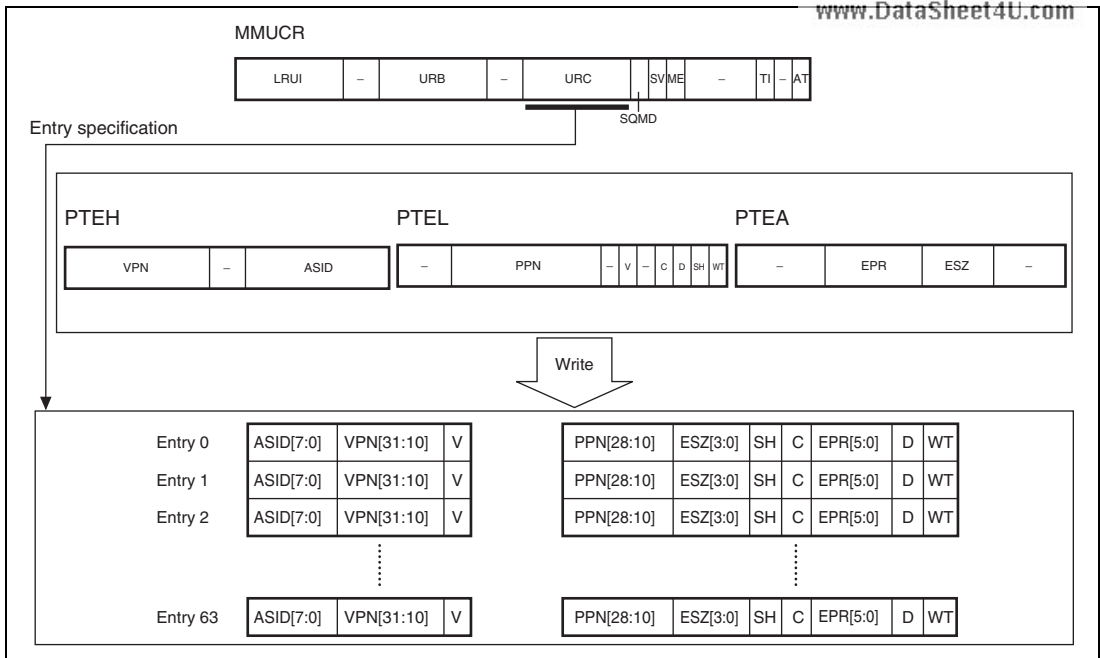 www.DataSheet4U.com
MMUCR
LRUI – URB – URC SV ME – TI – AT
SQMD
Entry specification
PTEH PTEL PTEA
VPN – ASID – PPN – V – C D SH WT – EPR ESZ –
Write
Entry 0 ASID[7:0] VPN[31:10] V PPN[28:10] ESZ[3:0] SH C EPR[5:0] D WT
Entry 1 ASID[7:0] VPN[31:10] V PPN[28:10] ESZ[3:0] SH C EPR[5:0] D WT
Entry 2 ASID[7:0] VPN[31:10] V PPN[28:10] ESZ[3:0] SH C EPR[5:0] D WT
Entry 63 ASID[7:0] VPN[31:10] V PPN[28:10] ESZ[3:0] SH C EPR[5:0] D WT